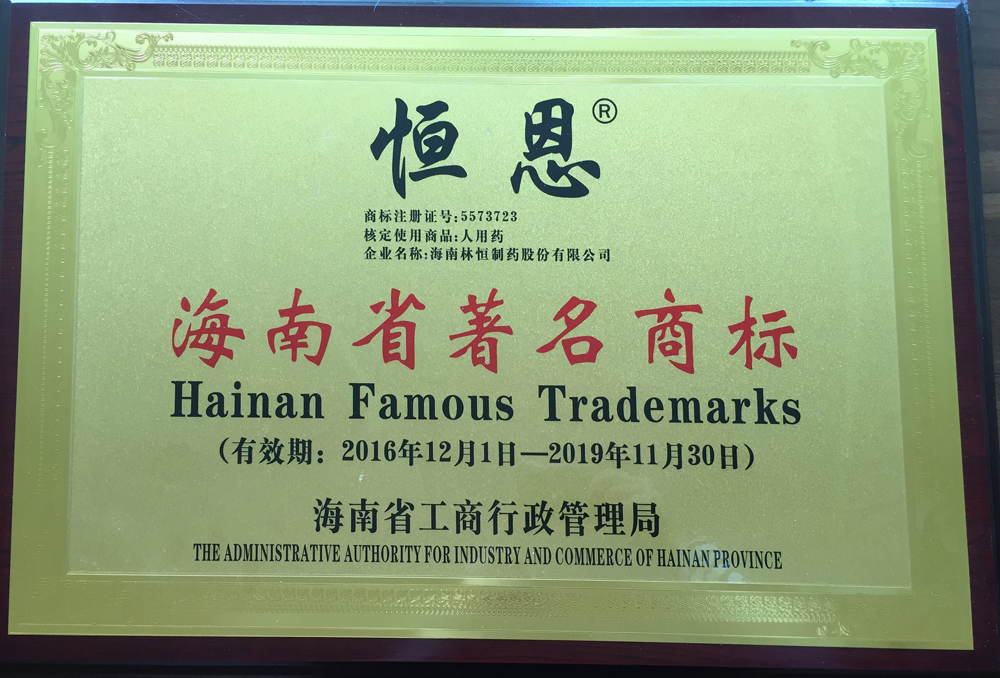 恒恩®
商标注册证号:5573723
核定使用商品:人用药
企业名称:海南林恒制药股份有限公司
海南省著名商标
Hainan Famous Trademarks
（有效期：2016年12月1日—2019年11月30日）
海南省工商行政管理局
THE ADMINISTRATIVE AUTHORITY FOR INDUSTRY AND COMMERCE OF HAINAN PROVINCE